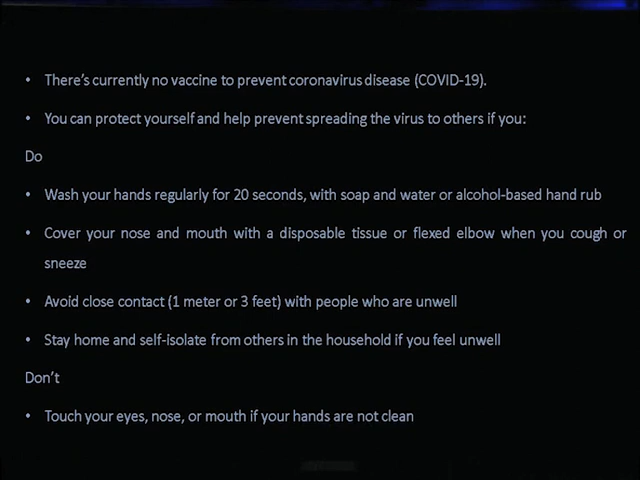 • There's currently no vaccine to prevent coronavirus disease (COVID-19).
• You can protect yourself and help prevent spreading the virus to others if you:
Do
• Wash your hands regularly for 20 seconds, with soap and water or alcohol-based hand rub
• Cover your nose and mouth with a disposable tissue or flexed elbow when you cough or
sneeze
• Avoid close contact (1 meter or 3 feet) with people who are unwell
• Stay home and self-isolate from others in the household if you feel unwell
Don't
• Touch your eyes, nose, or mouth if your hands are not clean